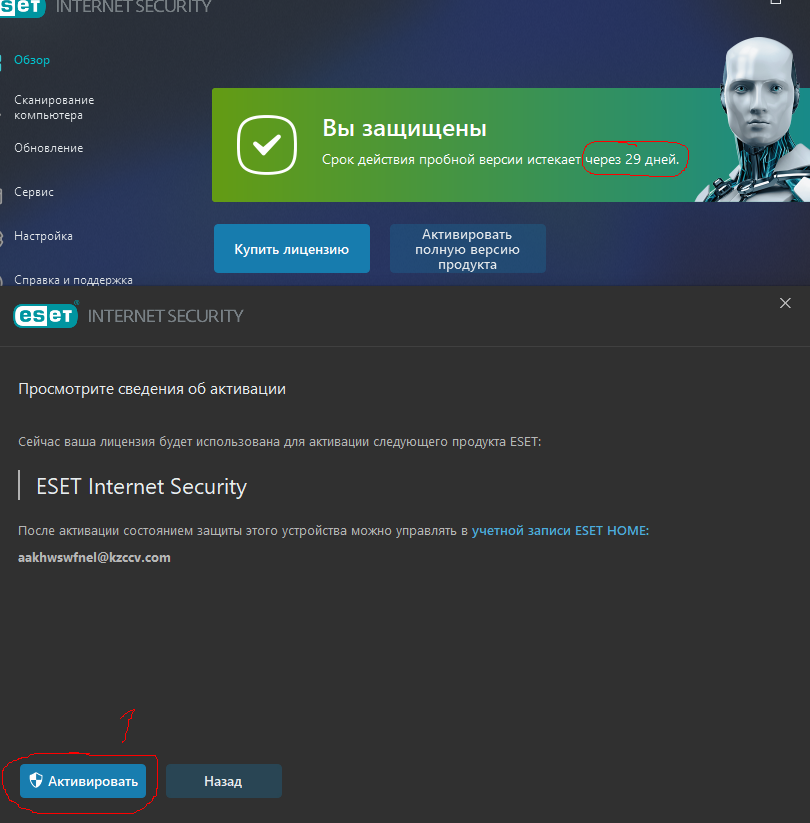 eset INTERNET SECURITY
Обзор
Сканирование
компьютера
Обновление
Сервис
Настройка
Справка и поддержка
Вы защищены
Срок действия пробной версии истекает через 29 дней.
Купить лицензию
Активировать
полную версию
продукта
eset® INTERNET SECURITY
Просмотрите сведения об активации
Сейчас ваша лицензия будет использована для активации следующего продукта ESET:
ESET Internet Security
После активации состоянием защиты этого устройства можно управлять в учетной записи ESET HOME:
aakhwswfnel@kzccv.com
1
Активировать
Назад